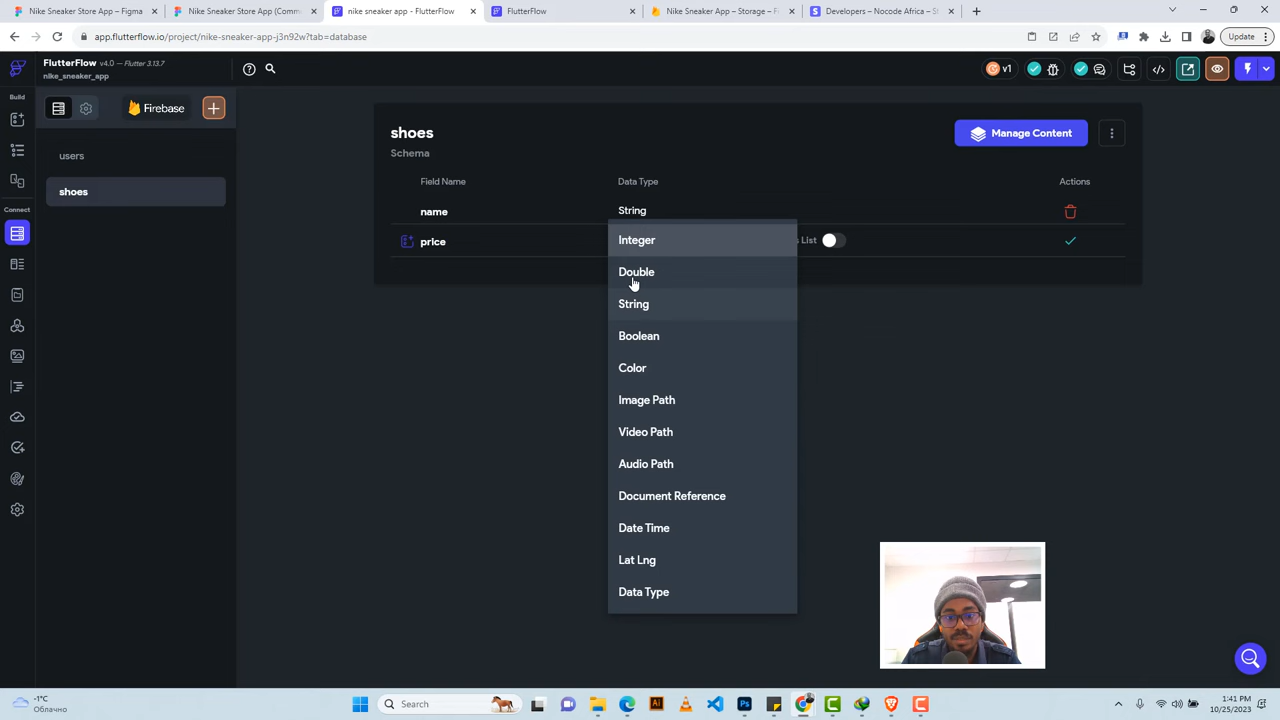 Nike Sneaker Store App – Figma
Nike Sneaker Store App (Comm
nike sneaker app - FlutterFlow
FlutterFlow
Nike Sneaker App – Storage – Fi
Developers – Nocode Africa – St
app.flutterflow.io/project/nike-sneaker-app-j3n92w?tab=database
Update
FlutterFlow v4.0 — Flutter 3.13.7
nike_sneaker_app
v1
Build
Firebase
users
shoes
Connect
shoes
Schema
Manage Content
Field Name
Data Type
Actions
name
String
price
s List
Integer
Double
String
Boolean
Color
Image Path
Video Path
Audio Path
Document Reference
Date Time
Lat Lng
Data Type
-1°C
Облачно
Search
Ai
Ps
1:41 PM
10/25/2023